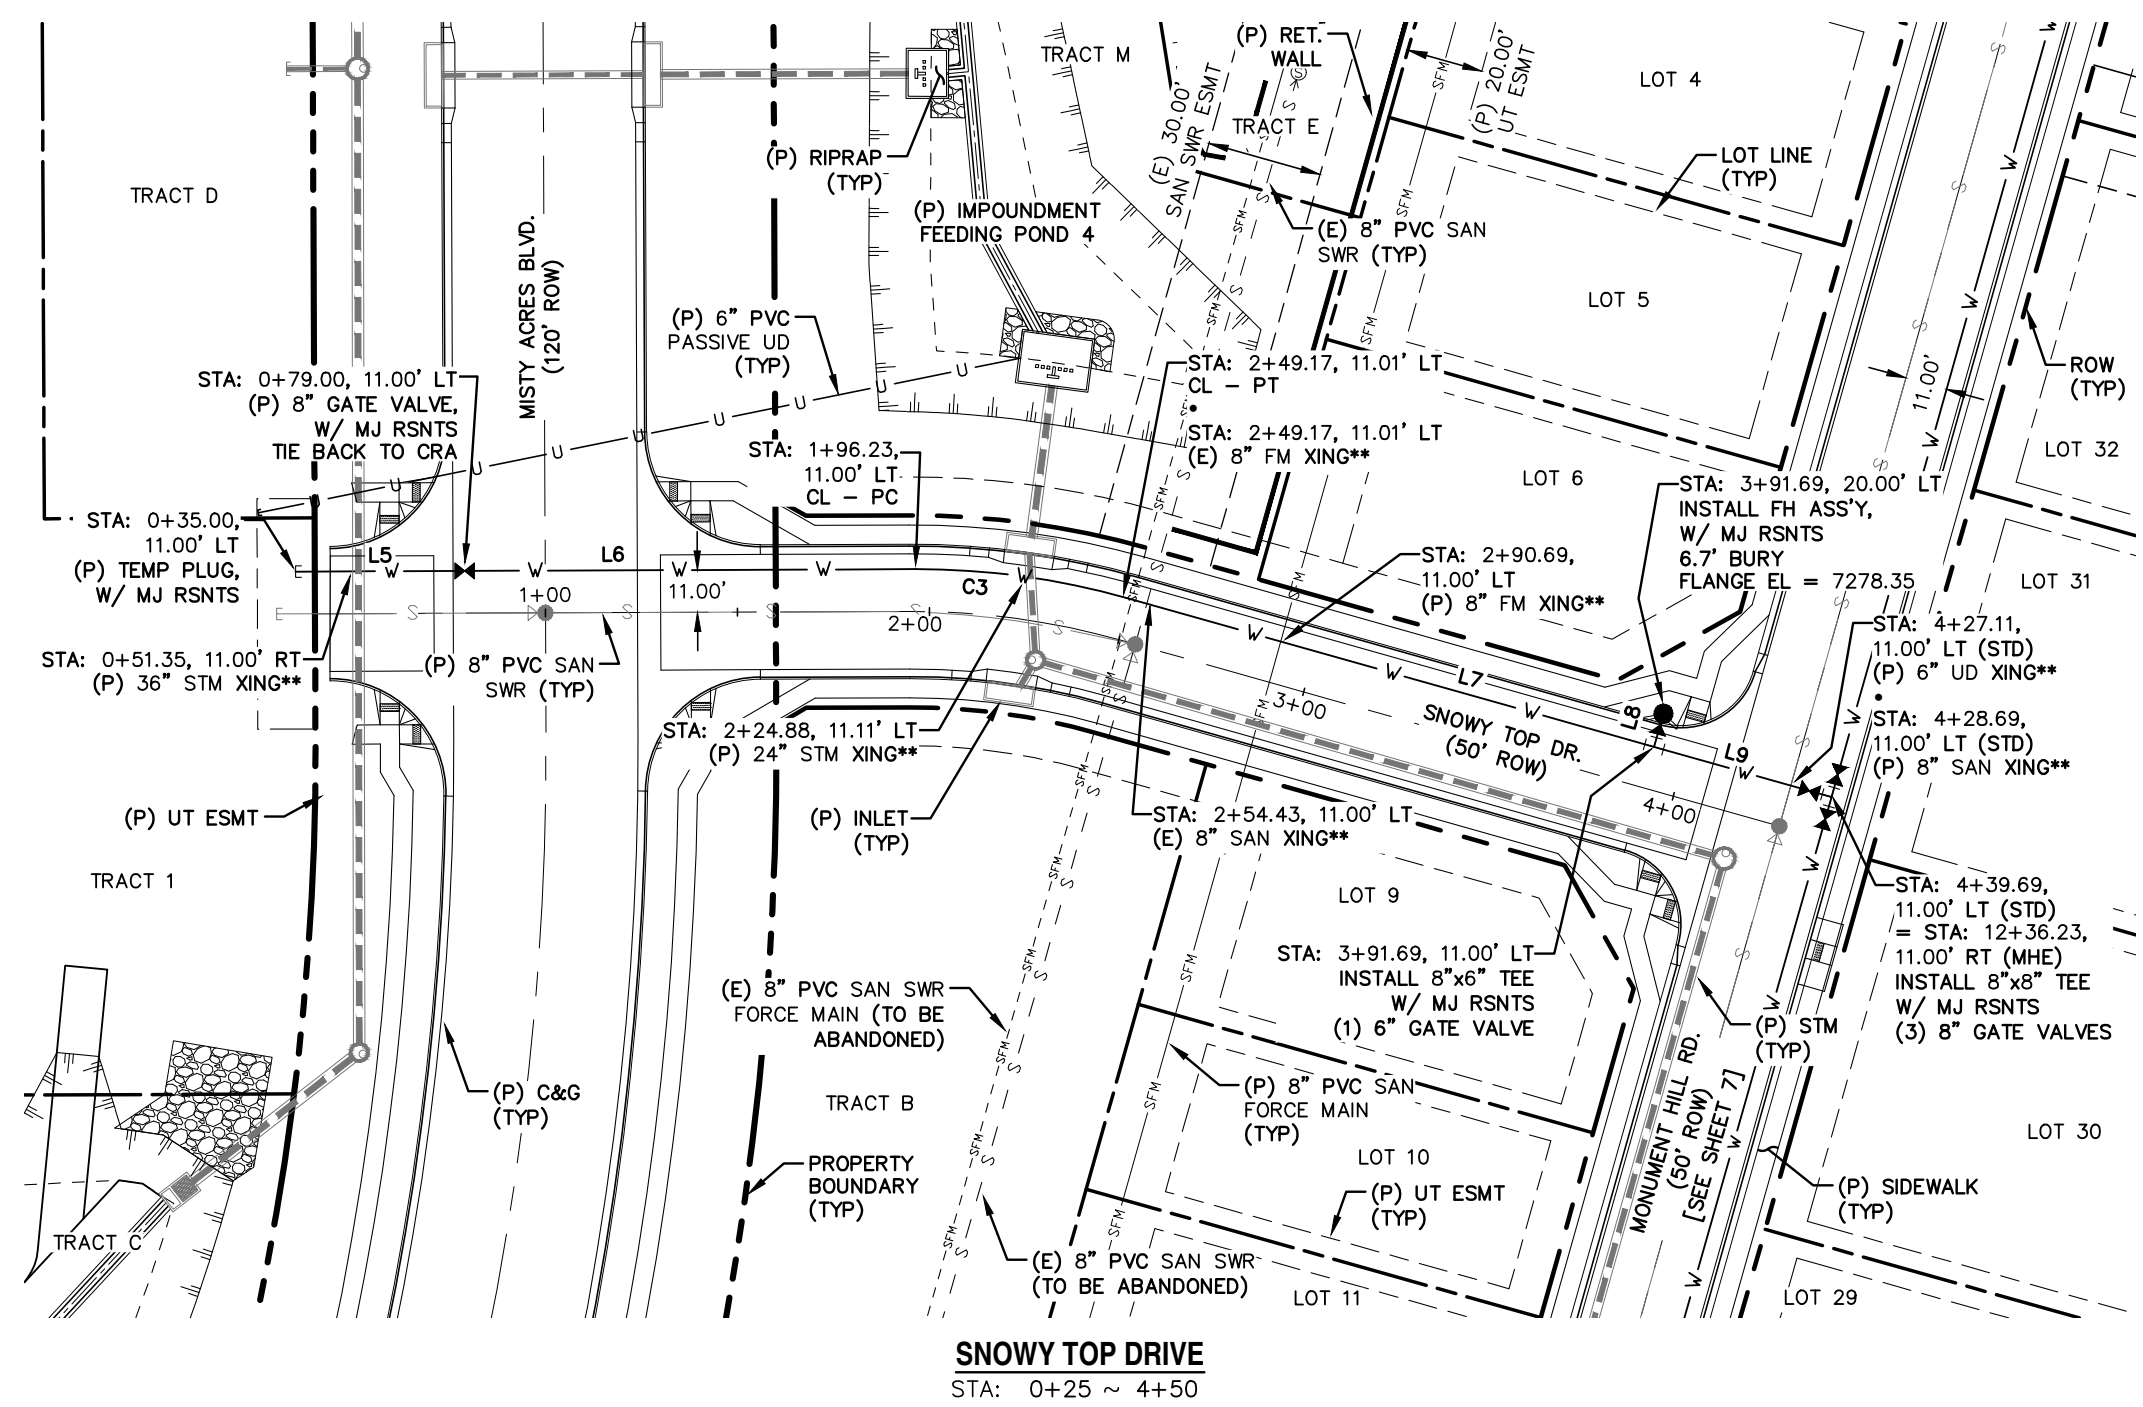 TRACT D
(P) RIPRAP
(TYP)
TRACT M
(P) RET.
WALL
(P) 20.00'
UT ESMT
LOT 4
(E) 30.00'
SAN SWR ESMT
TRACT E
LOT LINE
(TYP)
(P) IMPOUNDMENT
FEEDING POND 4
(E) 8" PVC SAN
SWR (TYP)
LOT 5
MISTY ACRES BLVD.
(120' ROW)
(P) 6" PVC
PASSIVE UD
(TYP)
STA: 0+79.00, 11.00' LT
(P) 8" GATE VALVE,
W/ MJ RSNTS
TIE BACK TO CRA
STA: 2+49.17, 11.01' LT
CL - PT
•
STA: 2+49.17, 11.01' LT
(E) 8" FM XING**
11.00'
ROW
(TYP)
LOT 32
STA: 1+96.23,
11.00' LT
CL - PC
LOT 6
STA: 3+91.69, 20.00' LT
INSTALL FH ASS'Y,
W/ MJ RSNTS
6.7' BURY
FLANGE EL = 7278.35
STA: 0+35.00,
11.00' LT
(P) TEMP PLUG,
W/ MJ RSNTS
L5
L6
C3
1+00
11.00'
2+00
STA: 2+90.69,
11.00' LT
(P) 8" FM XING**
LOT 31
STA: 4+27.11,
11.00' LT (STD)
(P) 6" UD XING**
•
STA: 4+28.69,
11.00' LT (STD)
(P) 8" SAN XING**
STA: 0+51.35, 11.00' RT
(P) 36" STM XING**
(P) 8" PVC SAN
SWR (TYP)
L7
L8
L9
3+00
SNOWY TOP DR.
(50' ROW)
4+00
STA: 2+24.88, 11.11' LT
(P) 24" STM XING**
(P) UT ESMT
(P) INLET
(TYP)
STA: 2+54.43, 11.00' LT
(E) 8" SAN XING**
TRACT 1
LOT 9
STA: 4+39.69,
11.00' LT (STD)
= STA: 12+36.23,
11.00' RT (MHE)
INSTALL 8"x8" TEE
W/ MJ RSNTS
(3) 8" GATE VALVES
STA: 3+91.69, 11.00' LT
INSTALL 8"x6" TEE
W/ MJ RSNTS
(1) 6" GATE VALVE
(E) 8" PVC SAN SWR
FORCE MAIN (TO BE
ABANDONED)
(P) STM
(TYP)
(P) C&G
(TYP)
TRACT B
(P) 8" PVC SAN
FORCE MAIN
(TYP)
MONUMENT HILL RD.
(50' ROW)
[SEE SHEET 7]
LOT 30
PROPERTY
BOUNDARY
(TYP)
LOT 10
(P) UT ESMT
(TYP)
(P) SIDEWALK
(TYP)
TRACT C
(E) 8" PVC SAN SWR
(TO BE ABANDONED)
LOT 11
LOT 29
SNOWY TOP DRIVE
STA: 0+25 ~ 4+50